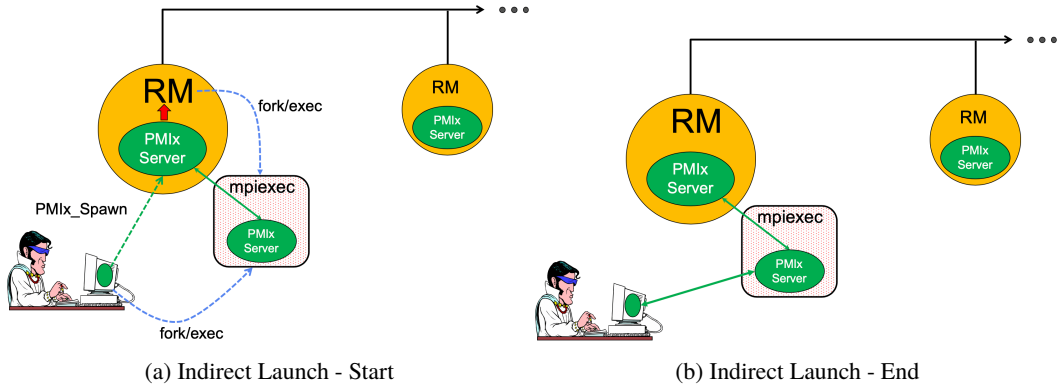 RM
fork/exec
PMIx
Server
mpiexec
PMIx_Spawn
PMIx
Server
fork/exec
RM
PMIx
Server
(a) Indirect Launch - Start
RM
PMIx
Server
mpiexec
PMIx
Server
RM
PMIx
Server
(b) Indirect Launch - End